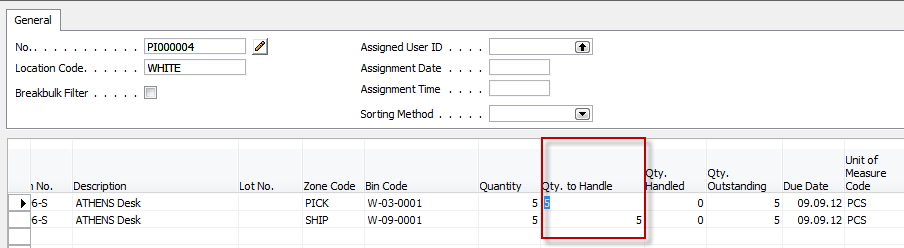 General
No.. . . . . . . . . . . . PI000004
Assigned User ID . . . .
Location Code. . . . . . WHITE
Assignment Date . . . .
Breakbulk Filter . . . . .
Assignment Time . . . .
Sorting Method . . . . .
n No. Description Lot No. Zone Code Bin Code Quantity Qty. to Handle Qty. Handled Qty. Outstanding Due Date Unit of Measure Code
6-S ATHENS Desk PICK W-03-0001 5 5 0 5 09.09.12 PCS
6-S ATHENS Desk SHIP W-09-0001 5 5 0 5 09.09.12 PCS